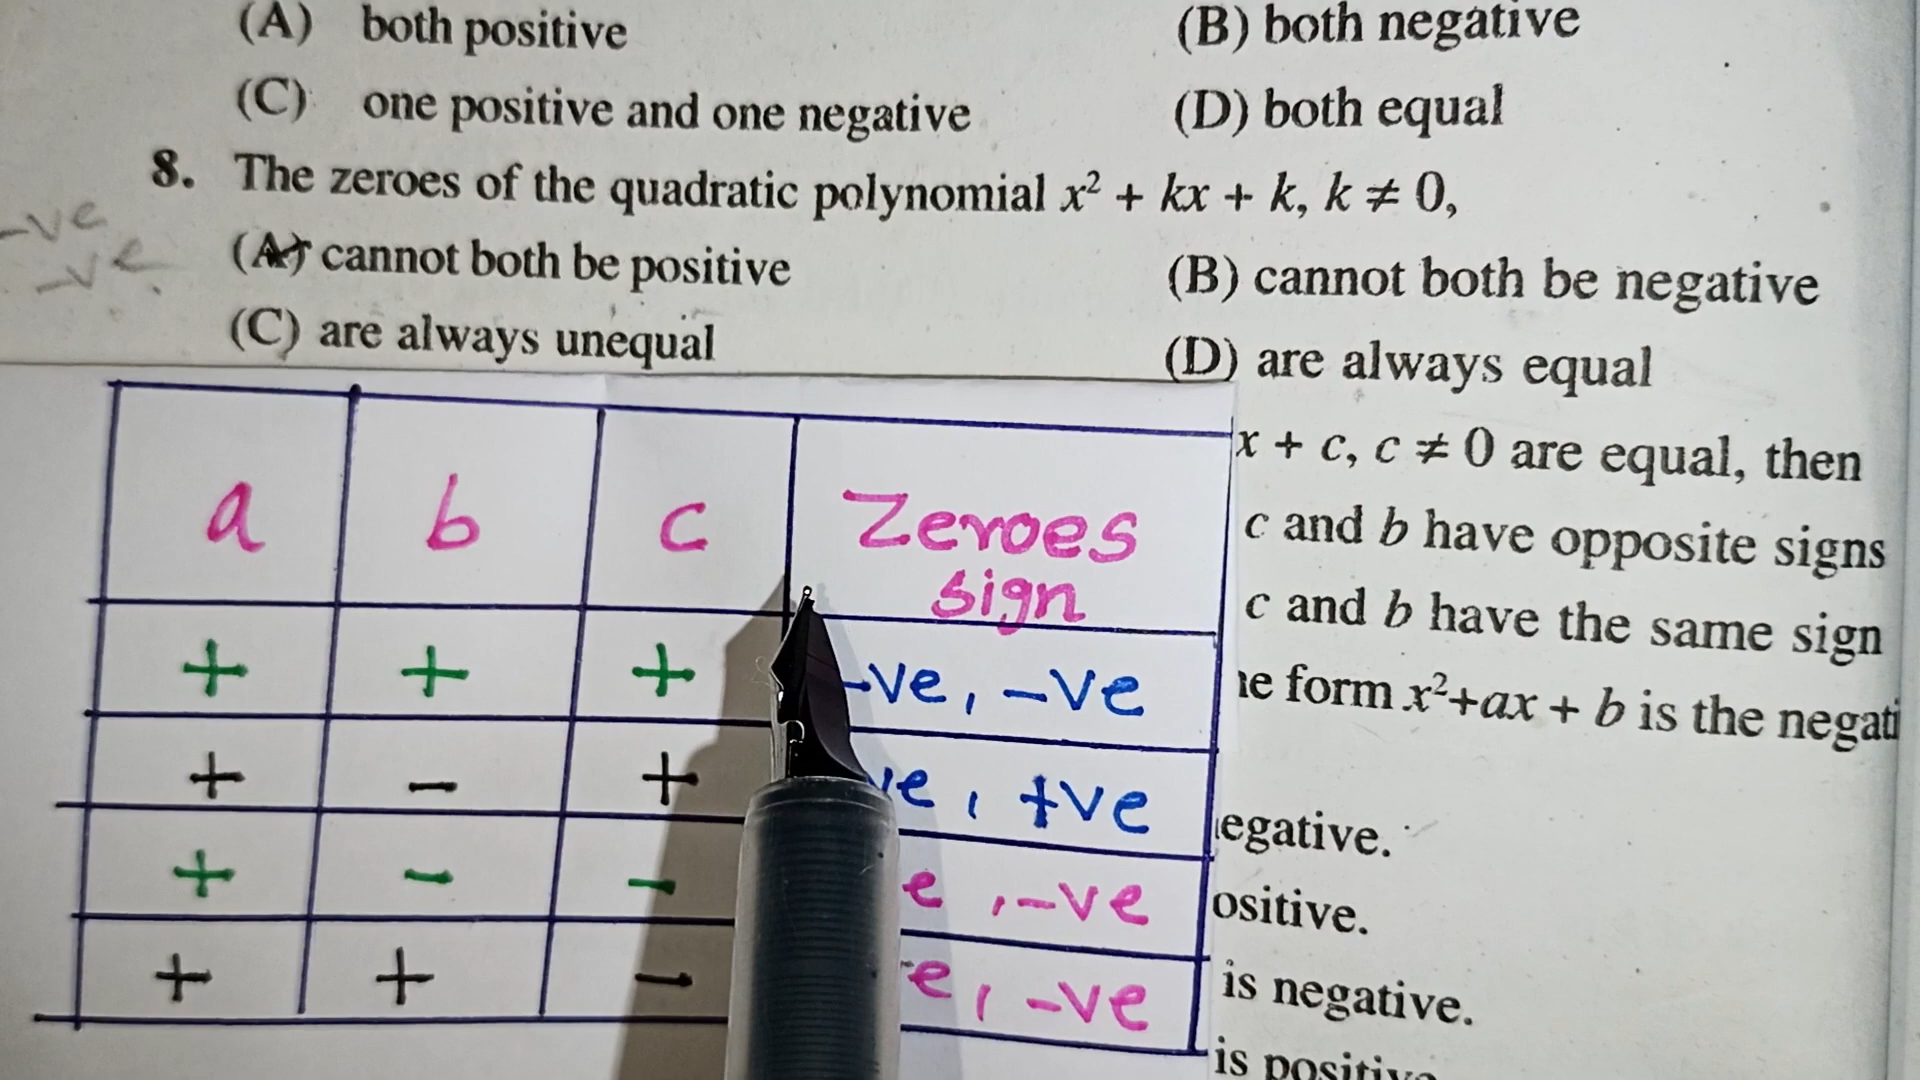 (A) both positive (B) both negative
(C) one positive and one negative (D) both equal
8. The zeroes of the quadratic polynomial x² + kx + k, k ≠ 0,
-ve
-ve
(A) cannot both be positive (B) cannot both be negative
(C) are always unequal (D) are always equal
x + c, c ≠ 0 are equal, then
c and b have opposite signs
c and b have the same sign
form x²+ax + b is the
is negative.
is
a b c Zeroes
sign
+ + + -ve, -ve
+ - + , +ve
+ - - , -ve
+ + - , -ve